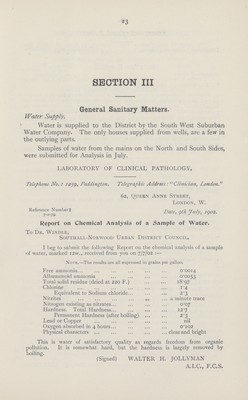 23
SECTION III
General Sanitary Matters.
Water Supply.
Water is supplied to the District by the South West Suburban
Water Company. The only houses supplied from wells, are a few in
the outlying parts.
Samples of water from the mains on the North and South Sides,
were submitted for Analysis in July.
LABORATORY OF CLINICAL PATHOLOGY,
Telephone No.: 1239, Paddington. Telegraphic Address: "Clinician, London."
62, QUEEN ANNE STREET,
LONDON, W.
Reference Number
Date, 9th July, 1902.
Report on Chemical Analysis of a Sample of Water.
TO DR. WINDLE,
SOUTHALL-NORWOOD URBAN DISTRICT COUNCIL,
I beg to submit the following Report on the chemical analysis of a sample
of water, marked 12v., received from you on 7/7/02 :—
NOTE.—The results are all expressed in grains per gallon.
Free ammonia... 0'0014
Albumenoid ammonia 0'0053
Total solid residue (dried at 220 F.) 18'97
Chlorine 1'4
Equivalent to Sodium chloride... 2'3
Nitrites a minute trace
Nitrogen existing as nitrates... 0'07
Hardness. Total Hardness... 12'7
Permanent Hardness (after boiling) 2'3
Lead or Copper nil
Oxygen absorbed in 4 hours... 0'102
Physical characters clear and bright
This is water of satisfactory quality as regards freedom from organic
pollution. It is somewhat hard, but the hardness is largely removed by
boiling.
(Signed) WALTER H. JOLLYMAN
A.I.C., F.C.S.